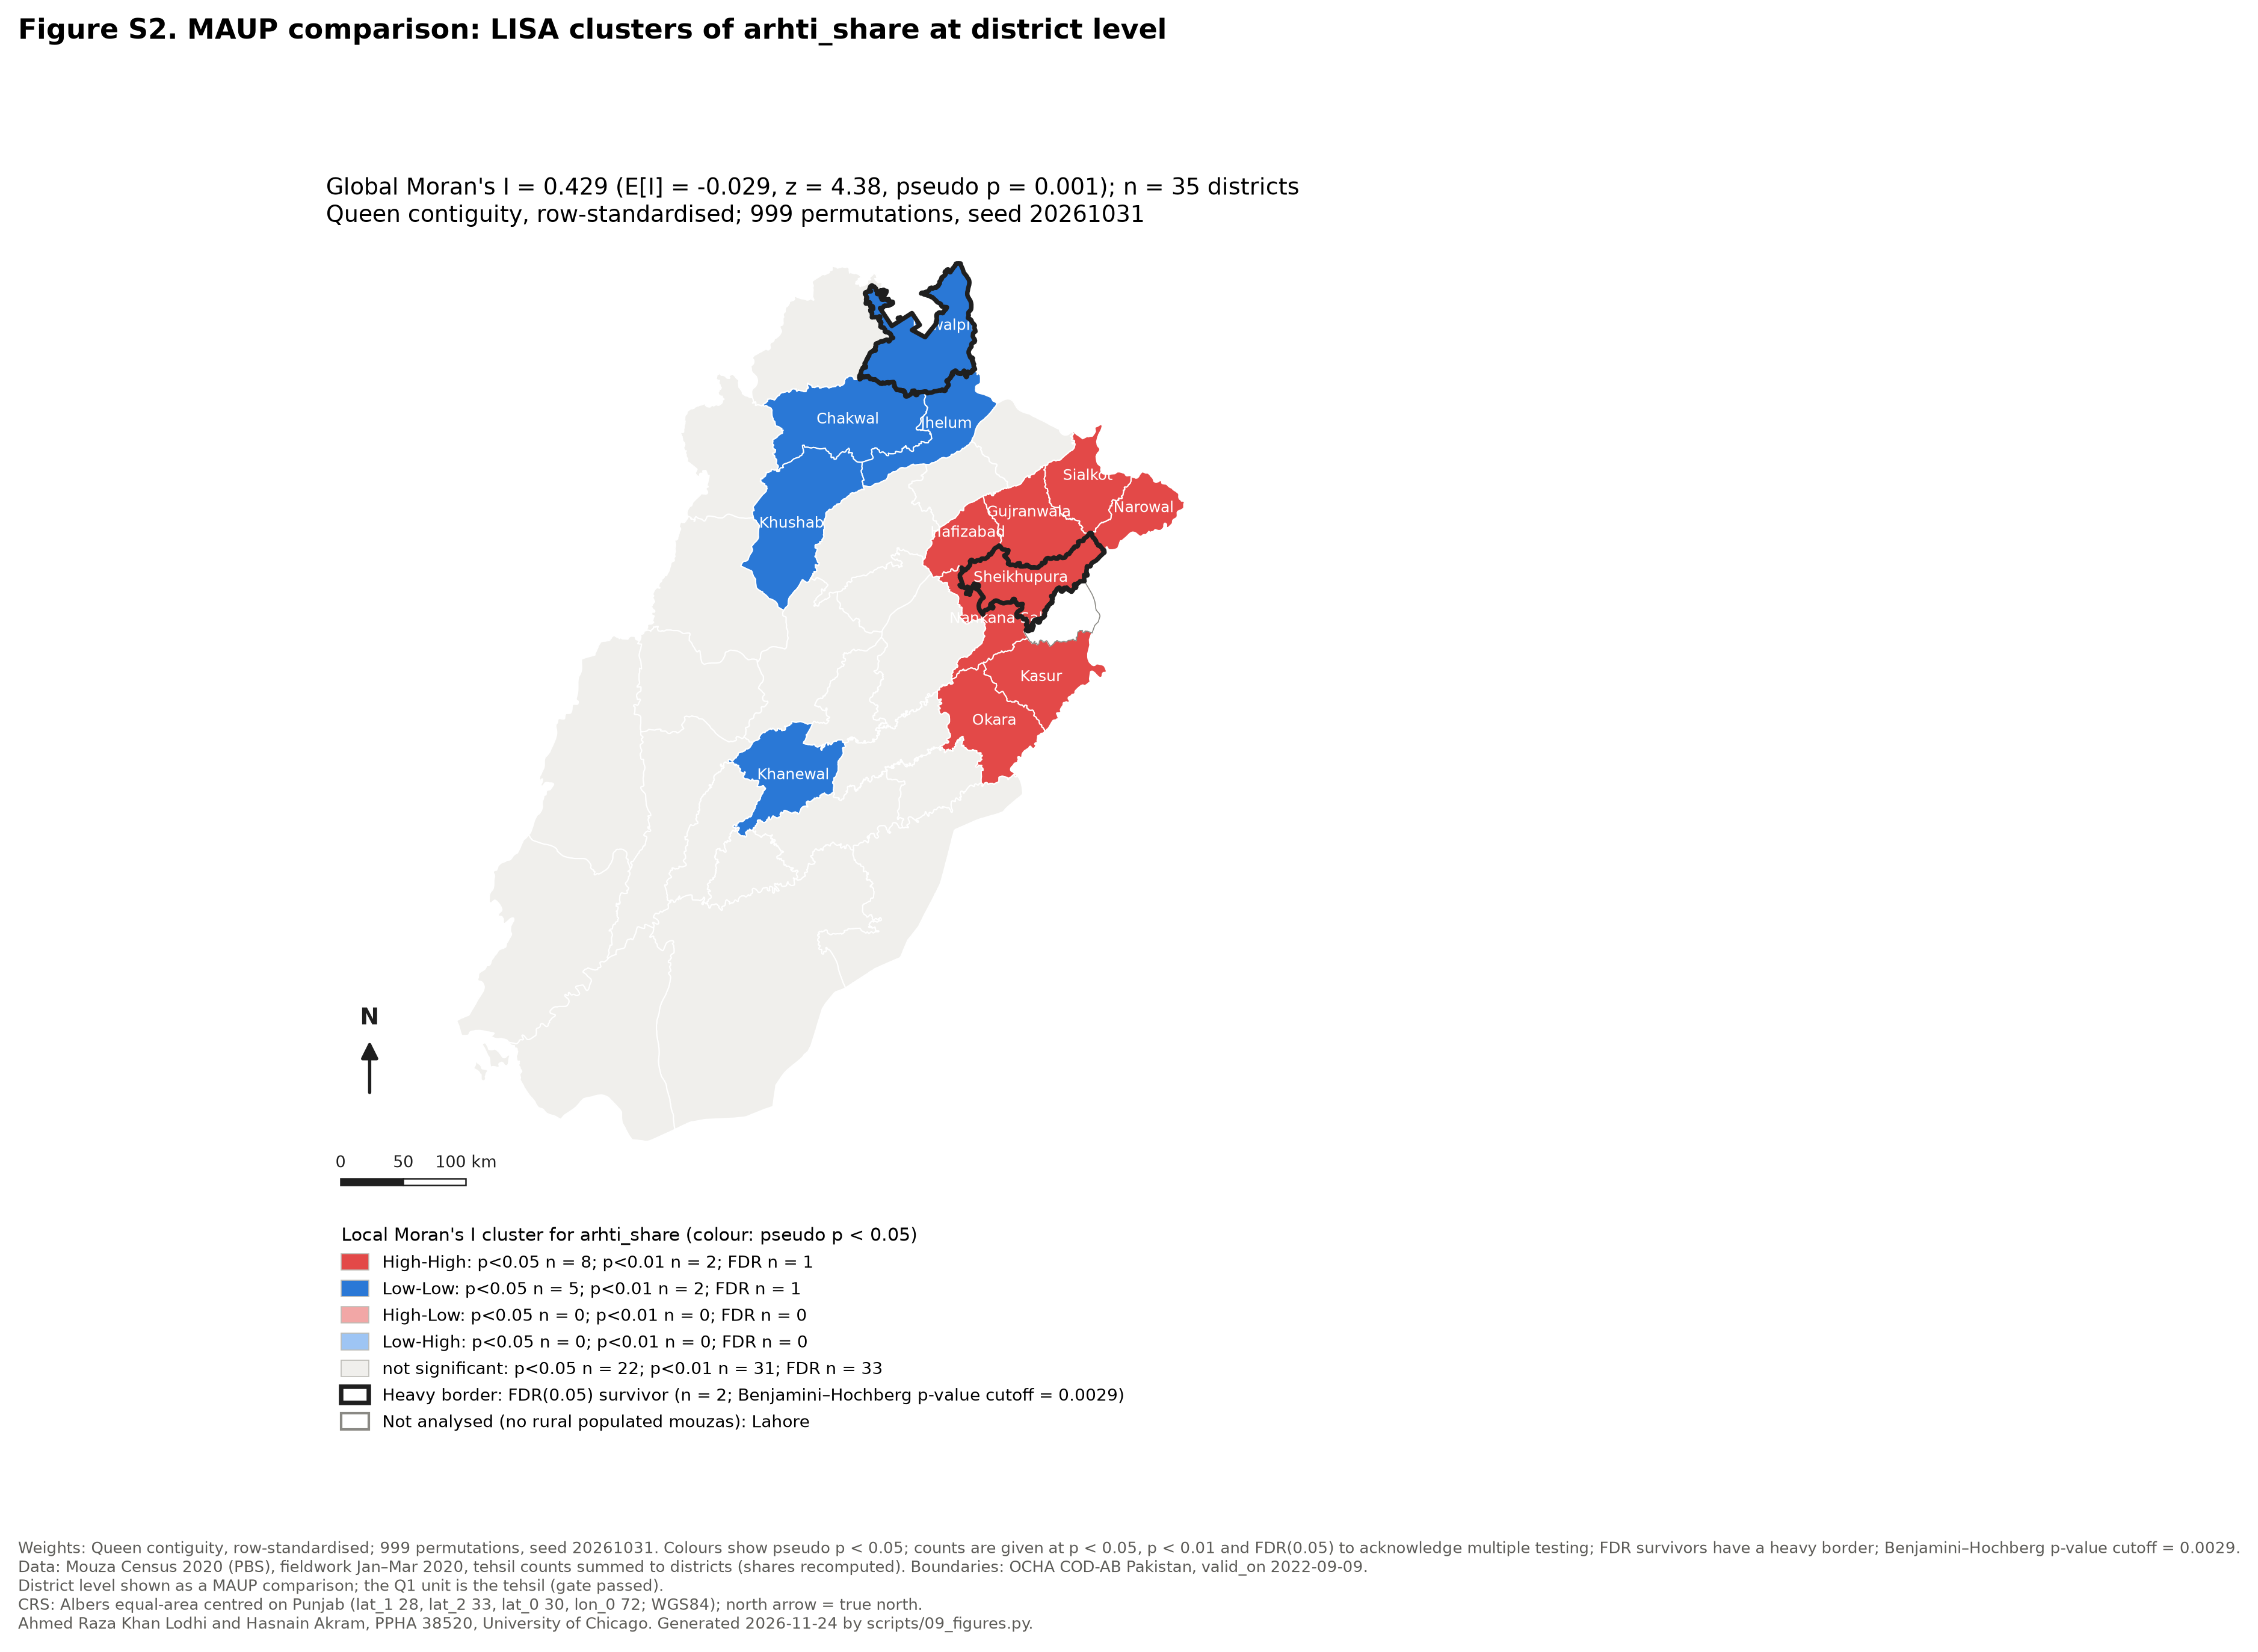 Figure S2. MAUP comparison: LISA clusters of arhti_share at district level
Global Moran's I = 0.429 (E[I] = -0.029, z = 4.38, pseudo p = 0.001); n = 35 districts
Queen contiguity, row-standardised; 999 permutations, seed 20261031
walpi
Chakwal
Jhelum
Sialkot
Narowal
Gujranwala
Khushab
Hafizabad
Sheikhupura
Nankana Sa
Kasur
Okara
Khanewal
N
0 50 100 km
Local Moran's I cluster for arhti_share (colour: pseudo p < 0.05)
High-High: p<0.05 n = 8; p<0.01 n = 2; FDR n = 1
Low-Low: p<0.05 n = 5; p<0.01 n = 2; FDR n = 1
High-Low: p<0.05 n = 0; p<0.01 n = 0; FDR n = 0
Low-High: p<0.05 n = 0; p<0.01 n = 0; FDR n = 0
not significant: p<0.05 n = 22; p<0.01 n = 31; FDR n = 33
Heavy border: FDR(0.05) survivor (n = 2; Benjamini–Hochberg p-value cutoff = 0.0029)
Not analysed (no rural populated mouzas): Lahore
Weights: Queen contiguity, row-standardised; 999 permutations, seed 20261031. Colours show pseudo p < 0.05; counts are given at p < 0.05, p < 0.01 and FDR(0.05) to acknowledge multiple testing; FDR survivors have a heavy border; Benjamini–Hochberg p-value cutoff = 0.0029.
Data: Mouza Census 2020 (PBS), fieldwork Jan–Mar 2020, tehsil counts summed to districts (shares recomputed). Boundaries: OCHA COD-AB Pakistan, valid_on 2022-09-09.
District level shown as a MAUP comparison; the Q1 unit is the tehsil (gate passed).
CRS: Albers equal-area centred on Punjab (lat_1 28, lat_2 33, lat_0 30, lon_0 72; WGS84); north arrow = true north.
Ahmed Raza Khan Lodhi and Hasnain Akram, PPHA 38520, University of Chicago. Generated 2026-11-24 by scripts/09_figures.py.